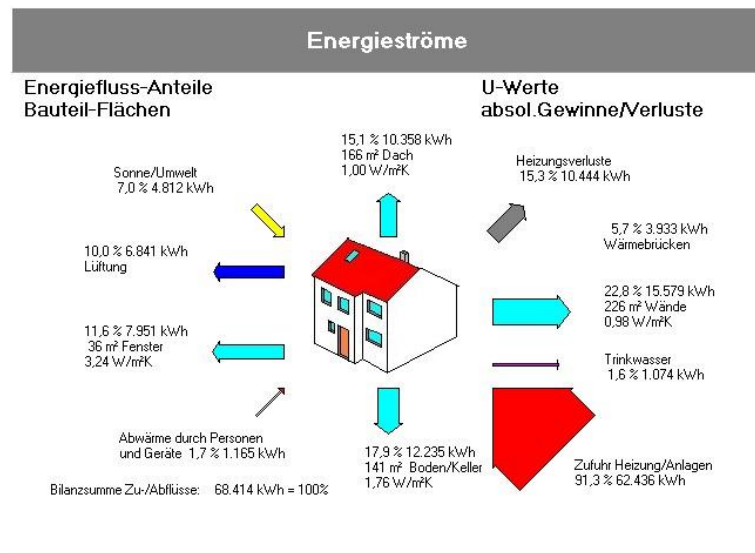 Energieströme
Energiefluss-Anteile
Bauteil-Flächen
U-Werte
absol.Gewinne/Verluste
15,1 % 10.358 kWh
166 m² Dach
1,00 W/m²K
Sonne/Umwelt
7,0 % 4.812 kWh
Heizungsverluste
15,3 % 10.444 kWh
10,0 % 6.841 kWh
Lüftung
5,7 % 3.933 kWh
Wärmebrücken
22,8 % 15.579 kWh
226 m² Wände
0,98 W/m²K
11,6 % 7.951 kWh
36 m² Fenster
3,24 W/m²K
Trinkwasser
1,6 % 1.074 kWh
Abwärme durch Personen
und Geräte 1,7 % 1.165 kWh
17,9 % 12.235 kWh
141 m² Boden/Keller
1,76 W/m²K
Zufuhr Heizung/Anlagen
91,3 % 62.436 kWh
Bilanzsumme Zu-/Abflüsse: 68.414 kWh = 100%